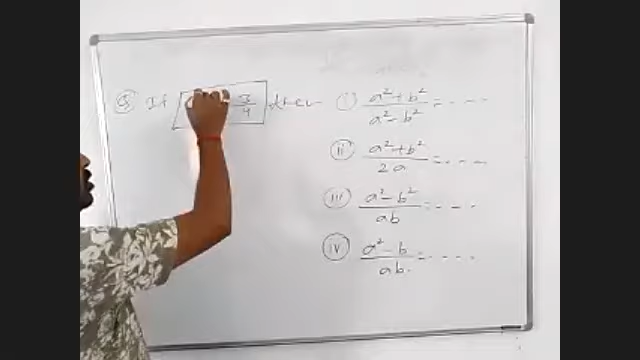 Q. If 3/4 then
i) a² + b² / a² - b² = ----
ii) a² + b² / 2a = ----
iii) a² - b² / ab = ---
iv) a² - b / ab. = ----